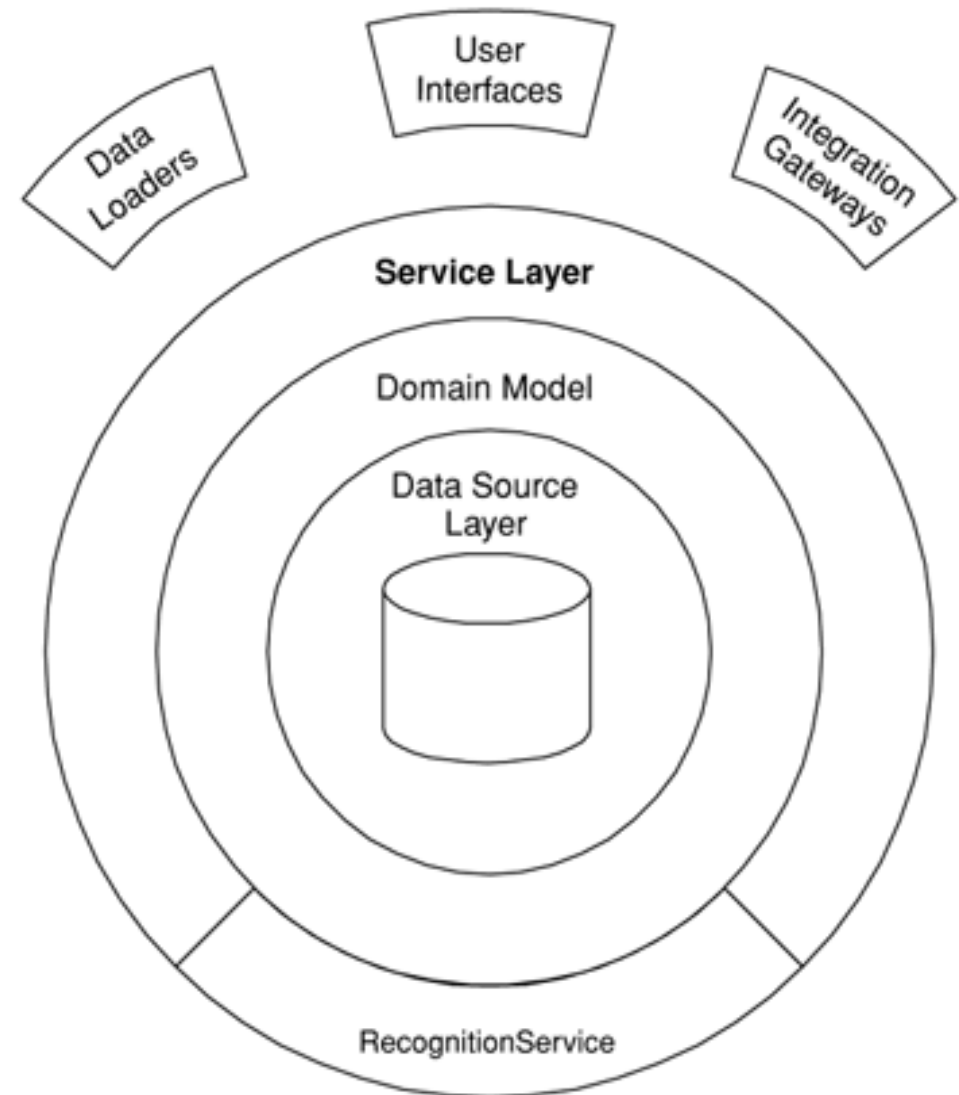 User
Interfaces
Data
Loaders
Integration
Gateways
Service Layer
Domain Model
Data Source
Layer
RecognitionService